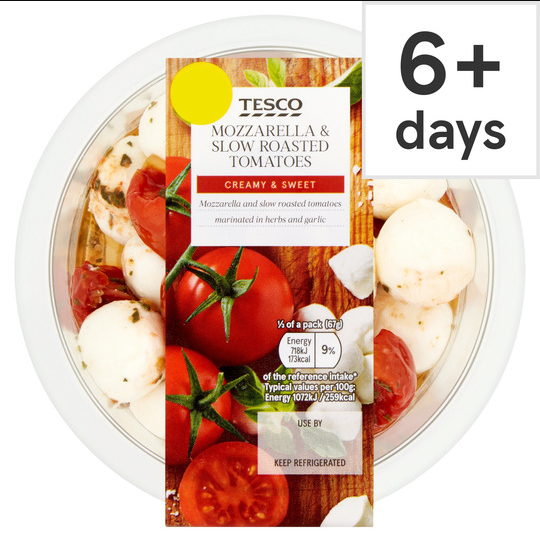 6+
days
TESCO
MOZZARELLA &
SLOW ROASTED
TOMATOES
CREAMY & SWEET
Mozzarella and slow roasted tomatoes
marinated in herbs and garlic
⅓ of a pack (67g)
Energy
718kJ
173kcal
9%
of the reference intake*
Typical values per 100g:
Energy 1072kJ / 259kcal
USE BY
KEEP REFRIGERATED